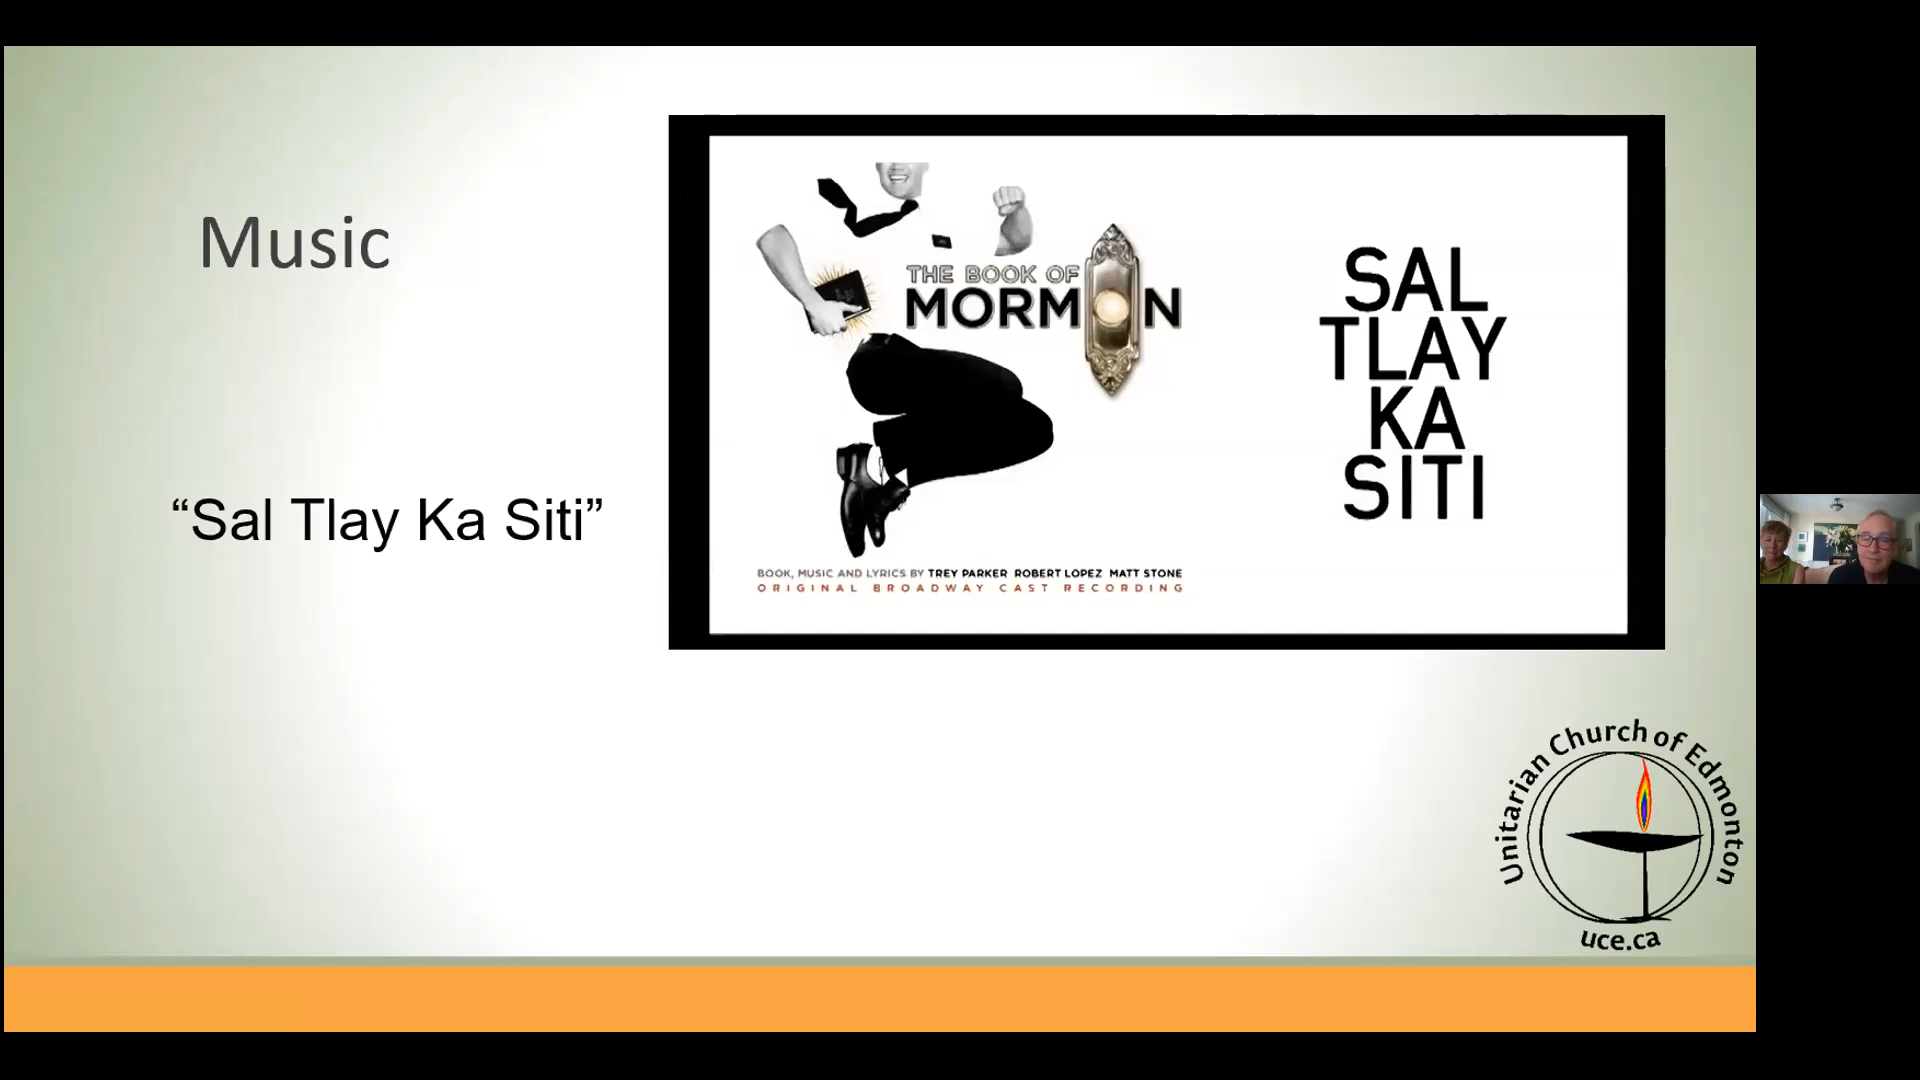 Music
“Sal Tlay Ka Siti”
THE BOOK OF
MORMON
BOOK, MUSIC AND LYRICS BY TREY PARKER ROBERT LOPEZ MATT STONE
ORIGINAL BROADWAY CAST RECORDING
SAL
TLAY
KA
SITI
Unitarian Church of Edmonton
uce.ca